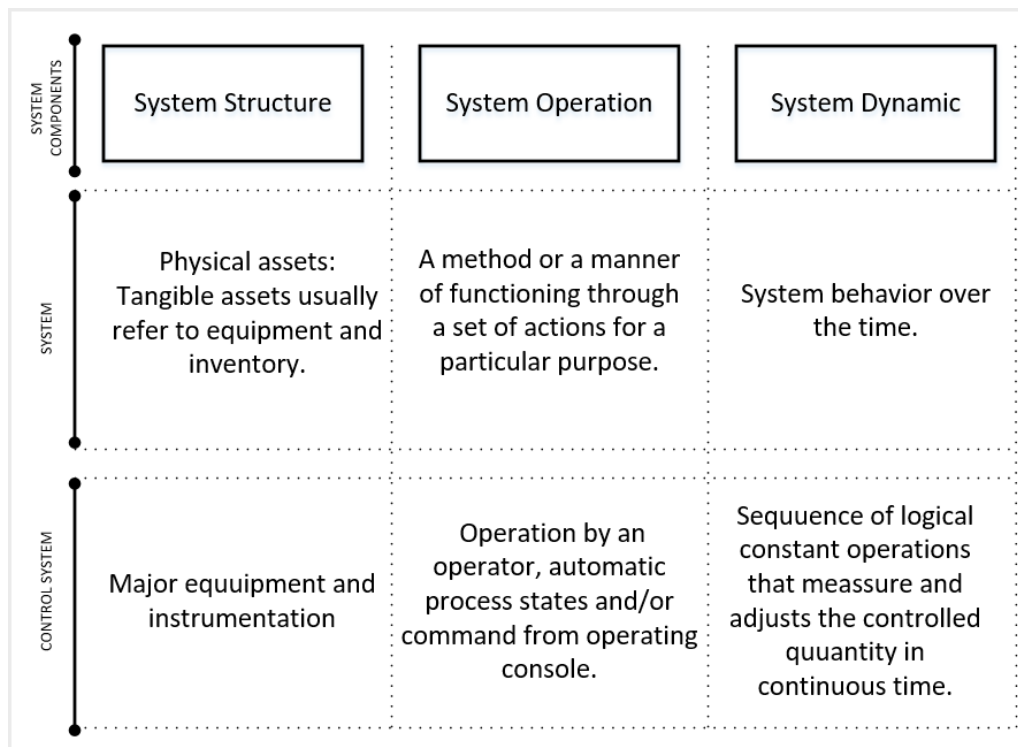 SYSTEM
COMPONENTS
System Structure
System Operation
System Dynamic
SYSTEM
Physical assets:
Tangible assets usually
refer to equipment and
inventory.
A method or a manner
of functioning through
a set of actions for a
particular purpose.
System behavior over
the time.
CONTROL SYSTEM
Major equuipment and
instrumentation
Operation by an
operator, automatic
process states and/or
command from operating
console.
Sequuence of logical
constant operations
that meassure and
adjusts the controlled
quuantity in
continuous time.